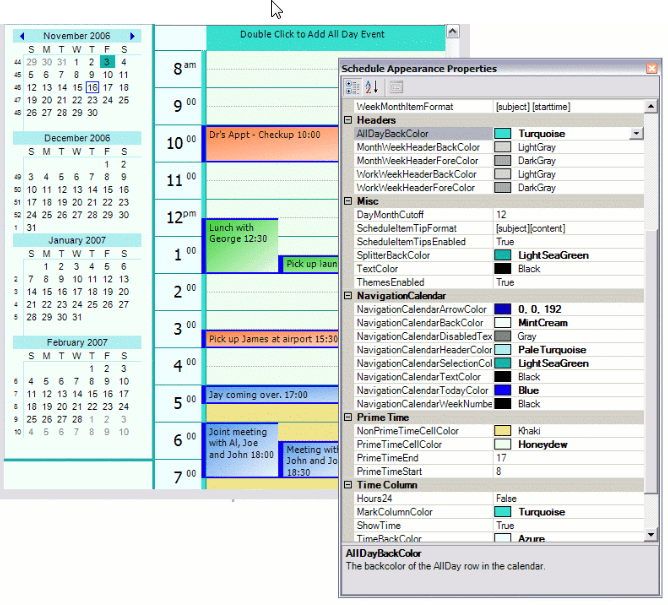 November 2006
S M T W T F S
44 29 30 31 1 2 3 4
45 5 6 7 8 9 10 11
46 12 13 14 15 16 17 18
47 19 20 21 22 23 24 25
48 26 27 28 29 30
December 2006
S M T W T F S
1 2
49 3 4 5 6 7 8 9
50 10 11 12 13 14 15 16
51 17 18 19 20 21 22 23
52 24 25 26 27 28 29 30
1 31
January 2007
S M T W T F S
1 2 3 4 5 6
2 7 8 9 10 11 12 13
3 14 15 16 17 18 19 20
4 21 22 23 24 25 26 27
5 28 29 30 31
February 2007
S M T W T F S
1 2 3
6 4 5 6 7 8 9 10
7 11 12 13 14 15 16 17
8 18 19 20 21 22 23 24
9 25 26 27 28 1 2 3
10 4 5 6 7 8 9 10
Double Click to Add All Day Event
8 am
9 00
10 00
Dr's Appt - Checkup 10:00
11 00
12 pm
Lunch with
George 12:30
1 00
Pick up laun
2 00
3 00
Pick up James at airport 15:30
4 00
5 00
Jay coming over. 17:00
6 00
Joint meeting
with Al, Joe
and John 18:00
Meeting with
John and Jo
18:30
7 00
Schedule Appearance Properties
WeekMonthItemFormat [subject] [starttime]
Headers
AllDayBackColor Turquoise
MonthWeekHeaderBackColor LightGray
MonthWeekHeaderForeColor DarkGray
WorkWeekHeaderBackColor LightGray
WorkWeekHeaderForeColor DarkGray
Misc
DayMonthCutoff 12
ScheduleItemTipFormat [subject][content]
ScheduleItemTipsEnabled True
SplitterBackColor LightSeaGreen
TextColor Black
ThemesEnabled True
NavigationCalendar
NavigationCalendarArrowColor 0, 0, 192
NavigationCalendarBackColor MintCream
NavigationCalendarDisabledTex Gray
NavigationCalendarHeaderColor PaleTurquoise
NavigationCalendarSelectionCol LightSeaGreen
NavigationCalendarTextColor Black
NavigationCalendarTodayColor Blue
NavigationCalendarWeekNumbe Black
Prime Time
NonPrimeTimeCellColor Khaki
PrimeTimeCellColor Honeydew
PrimeTimeEnd 17
PrimeTimeStart 8
Time Column
Hours24 False
MarkColumnColor Turquoise
ShowTime True
TimeBackColor Azure
AllDayBackColor
The backcolor of the AllDay row in the calendar.